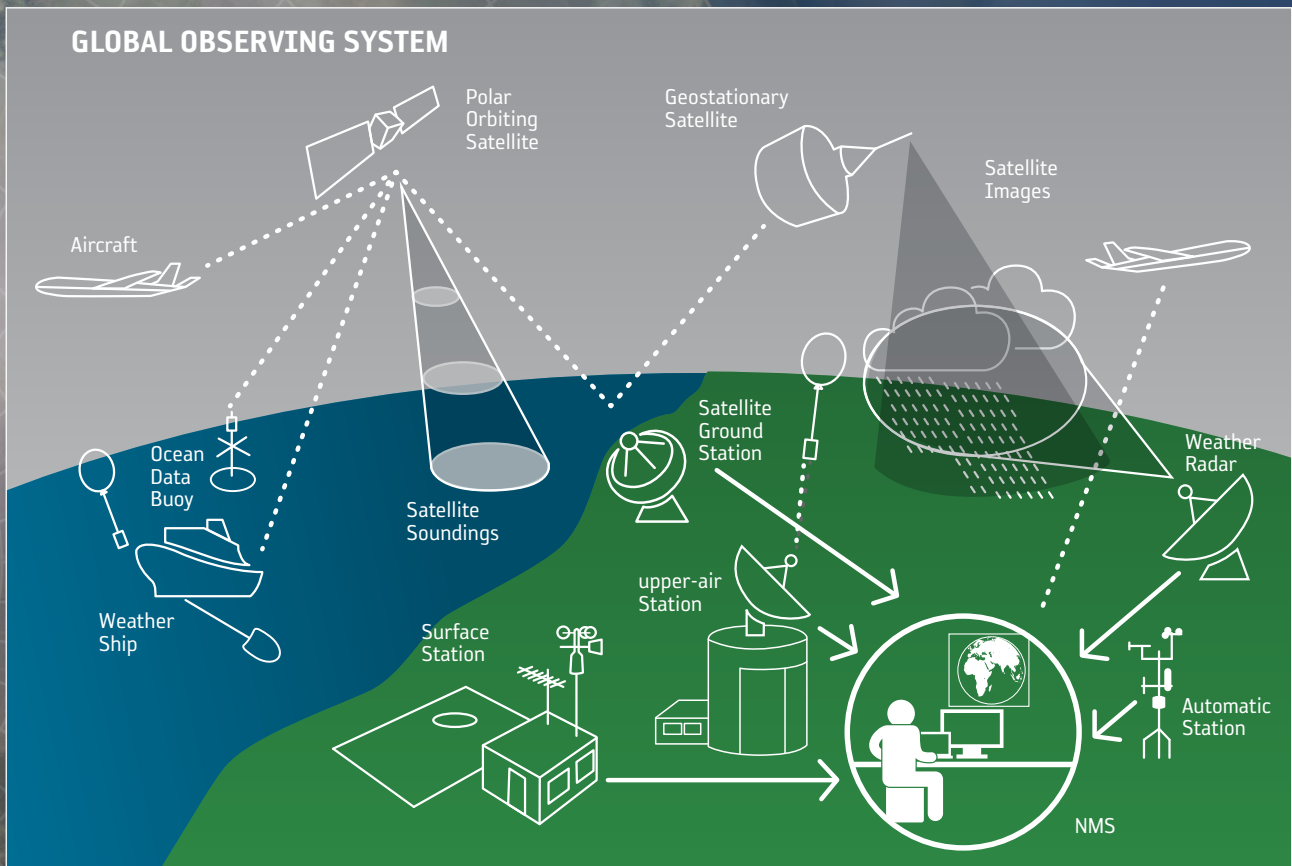 GLOBAL OBSERVING SYSTEM
Polar
Orbiting
Satellite
Geostationary
Satellite
Satellite
Images
Aircraft
Ocean
Data
Buoy
Satellite
Soundings
Satellite
Ground
Station
Weather
Radar
Weather
Ship
Surface
Station
upper-air
Station
Automatic
Station
NMS